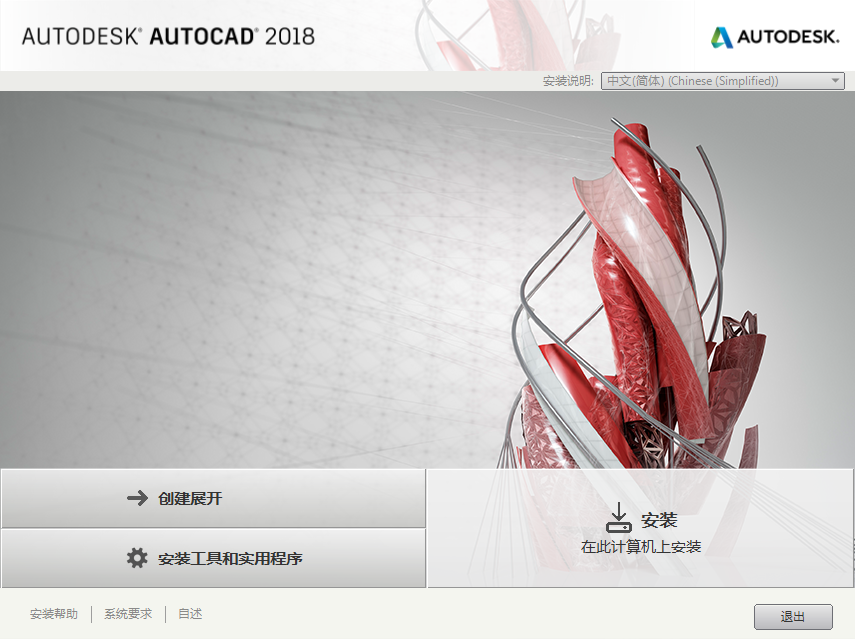 AUTODESK® AUTOCAD® 2018
AUTODESK.
安装说明: 中文(简体) (Chinese (Simplified))
创建展开
安装工具和实用程序
安装
在此计算机上安装
安装帮助 系统要求 自述
退出